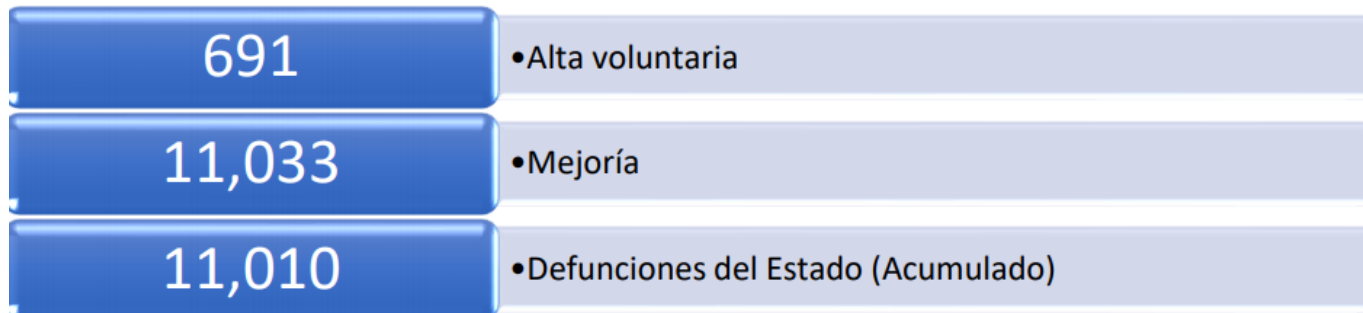 691 •Alta voluntaria
11,033 •Mejoría
11,010 •Defunciones del Estado (Acumulado)